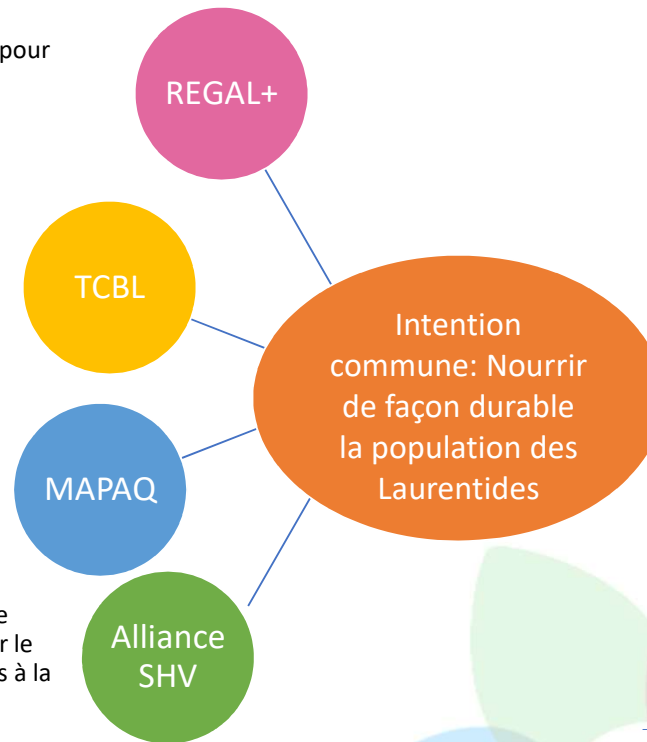 pour
REGAL+
TCBL
Intention
commune: Nourrir
de façon durable
la population des
Laurentides
MAPAQ
e
r le
s à la
Alliance
SHV